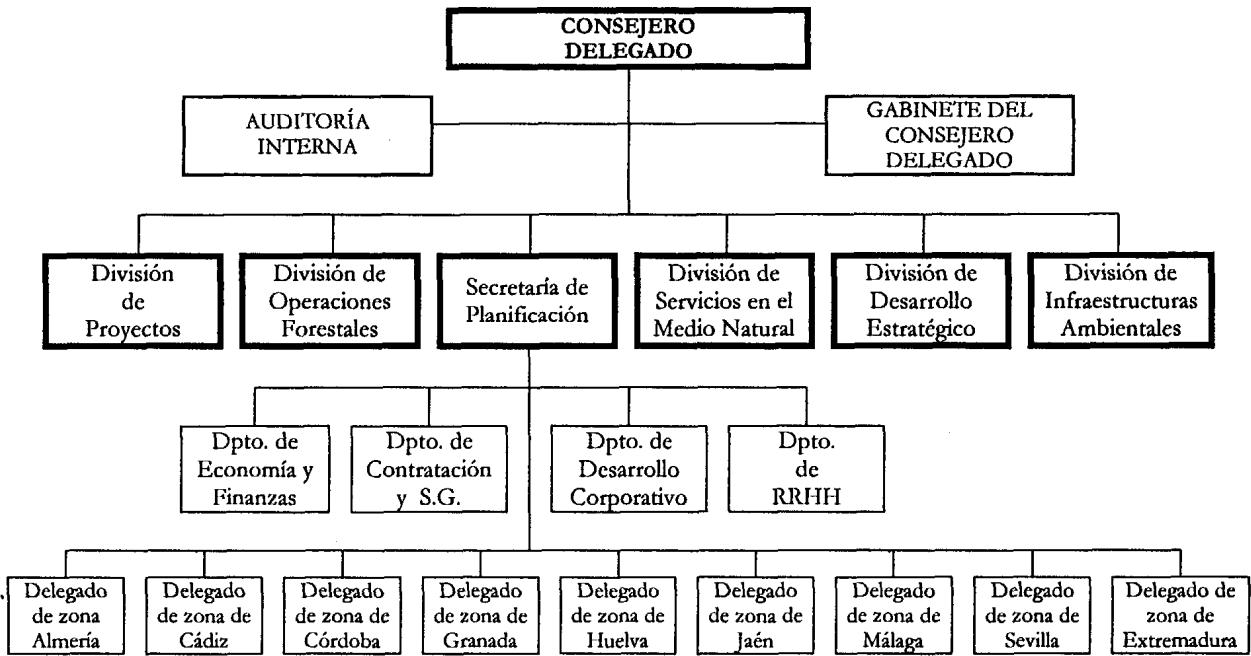 CONSEJERO
DELEGADO
AUDITORÍA
INTERNA
GABINETE DEL
CONSEJERO
DELEGADO
División
de
Proyectos
División de
Operaciones
Forestales
Secretaría de
Planificación
División de
Servicios en el
Medio Natural
División de
Desarrollo
Estratégico
División de
Infraestructuras
Ambientales
Dpto. de
Economía y
Finanzas
Dpto. de
Contratación
y S.G.
Dpto. de
Desarrollo
Corporativo
Dpto.
de
RRHH
Delegado
de zona
Almería
Delegado
de zona de
Cádiz
Delegado
de zona de
Córdoba
Delegado
de zona de
Granada
Delegado
de zona de
Huelva
Delegado
de zona de
Jaén
Delegado
de zona de
Málaga
Delegado
de zona de
Sevilla
Delegado de
zona de
Extremadura